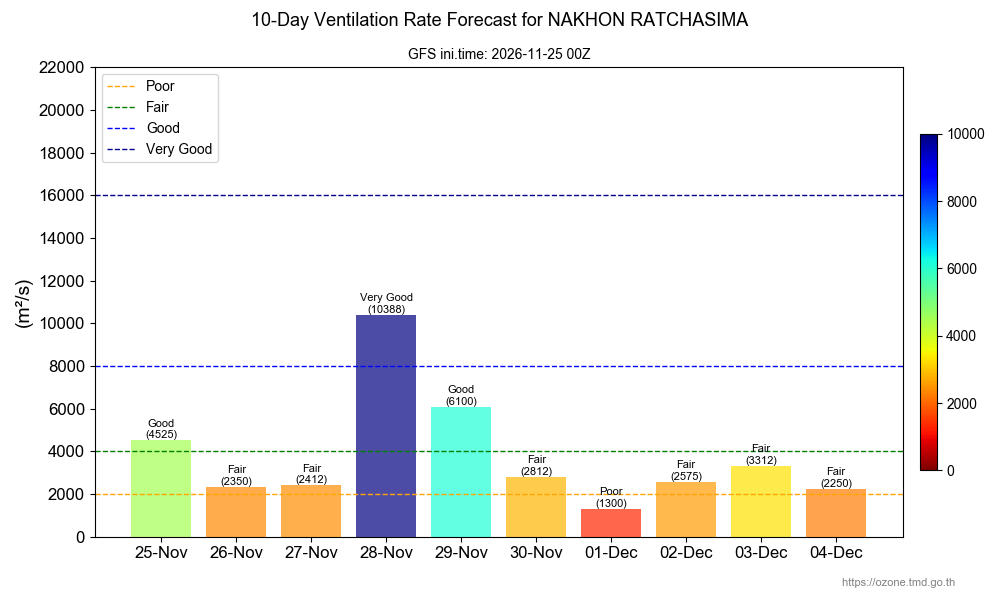 10-Day Ventilation Rate Forecast for NAKHON RATCHASIMA
GFS ini.time: 2026-11-25 00Z
(m²/s)
22000
20000
18000
16000
14000
12000
10000
8000
6000
4000
2000
0
Poor
Fair
Good
Very Good
Good
(4525)
Fair
(2350)
Fair
(2412)
Very Good
(10388)
Good
(6100)
Fair
(2812)
Poor
(1300)
Fair
(2575)
Fair
(3312)
Fair
(2250)
25-Nov 26-Nov 27-Nov 28-Nov 29-Nov 30-Nov 01-Dec 02-Dec 03-Dec 04-Dec
10000
8000
6000
4000
2000
0
https://ozone.tmd.go.th